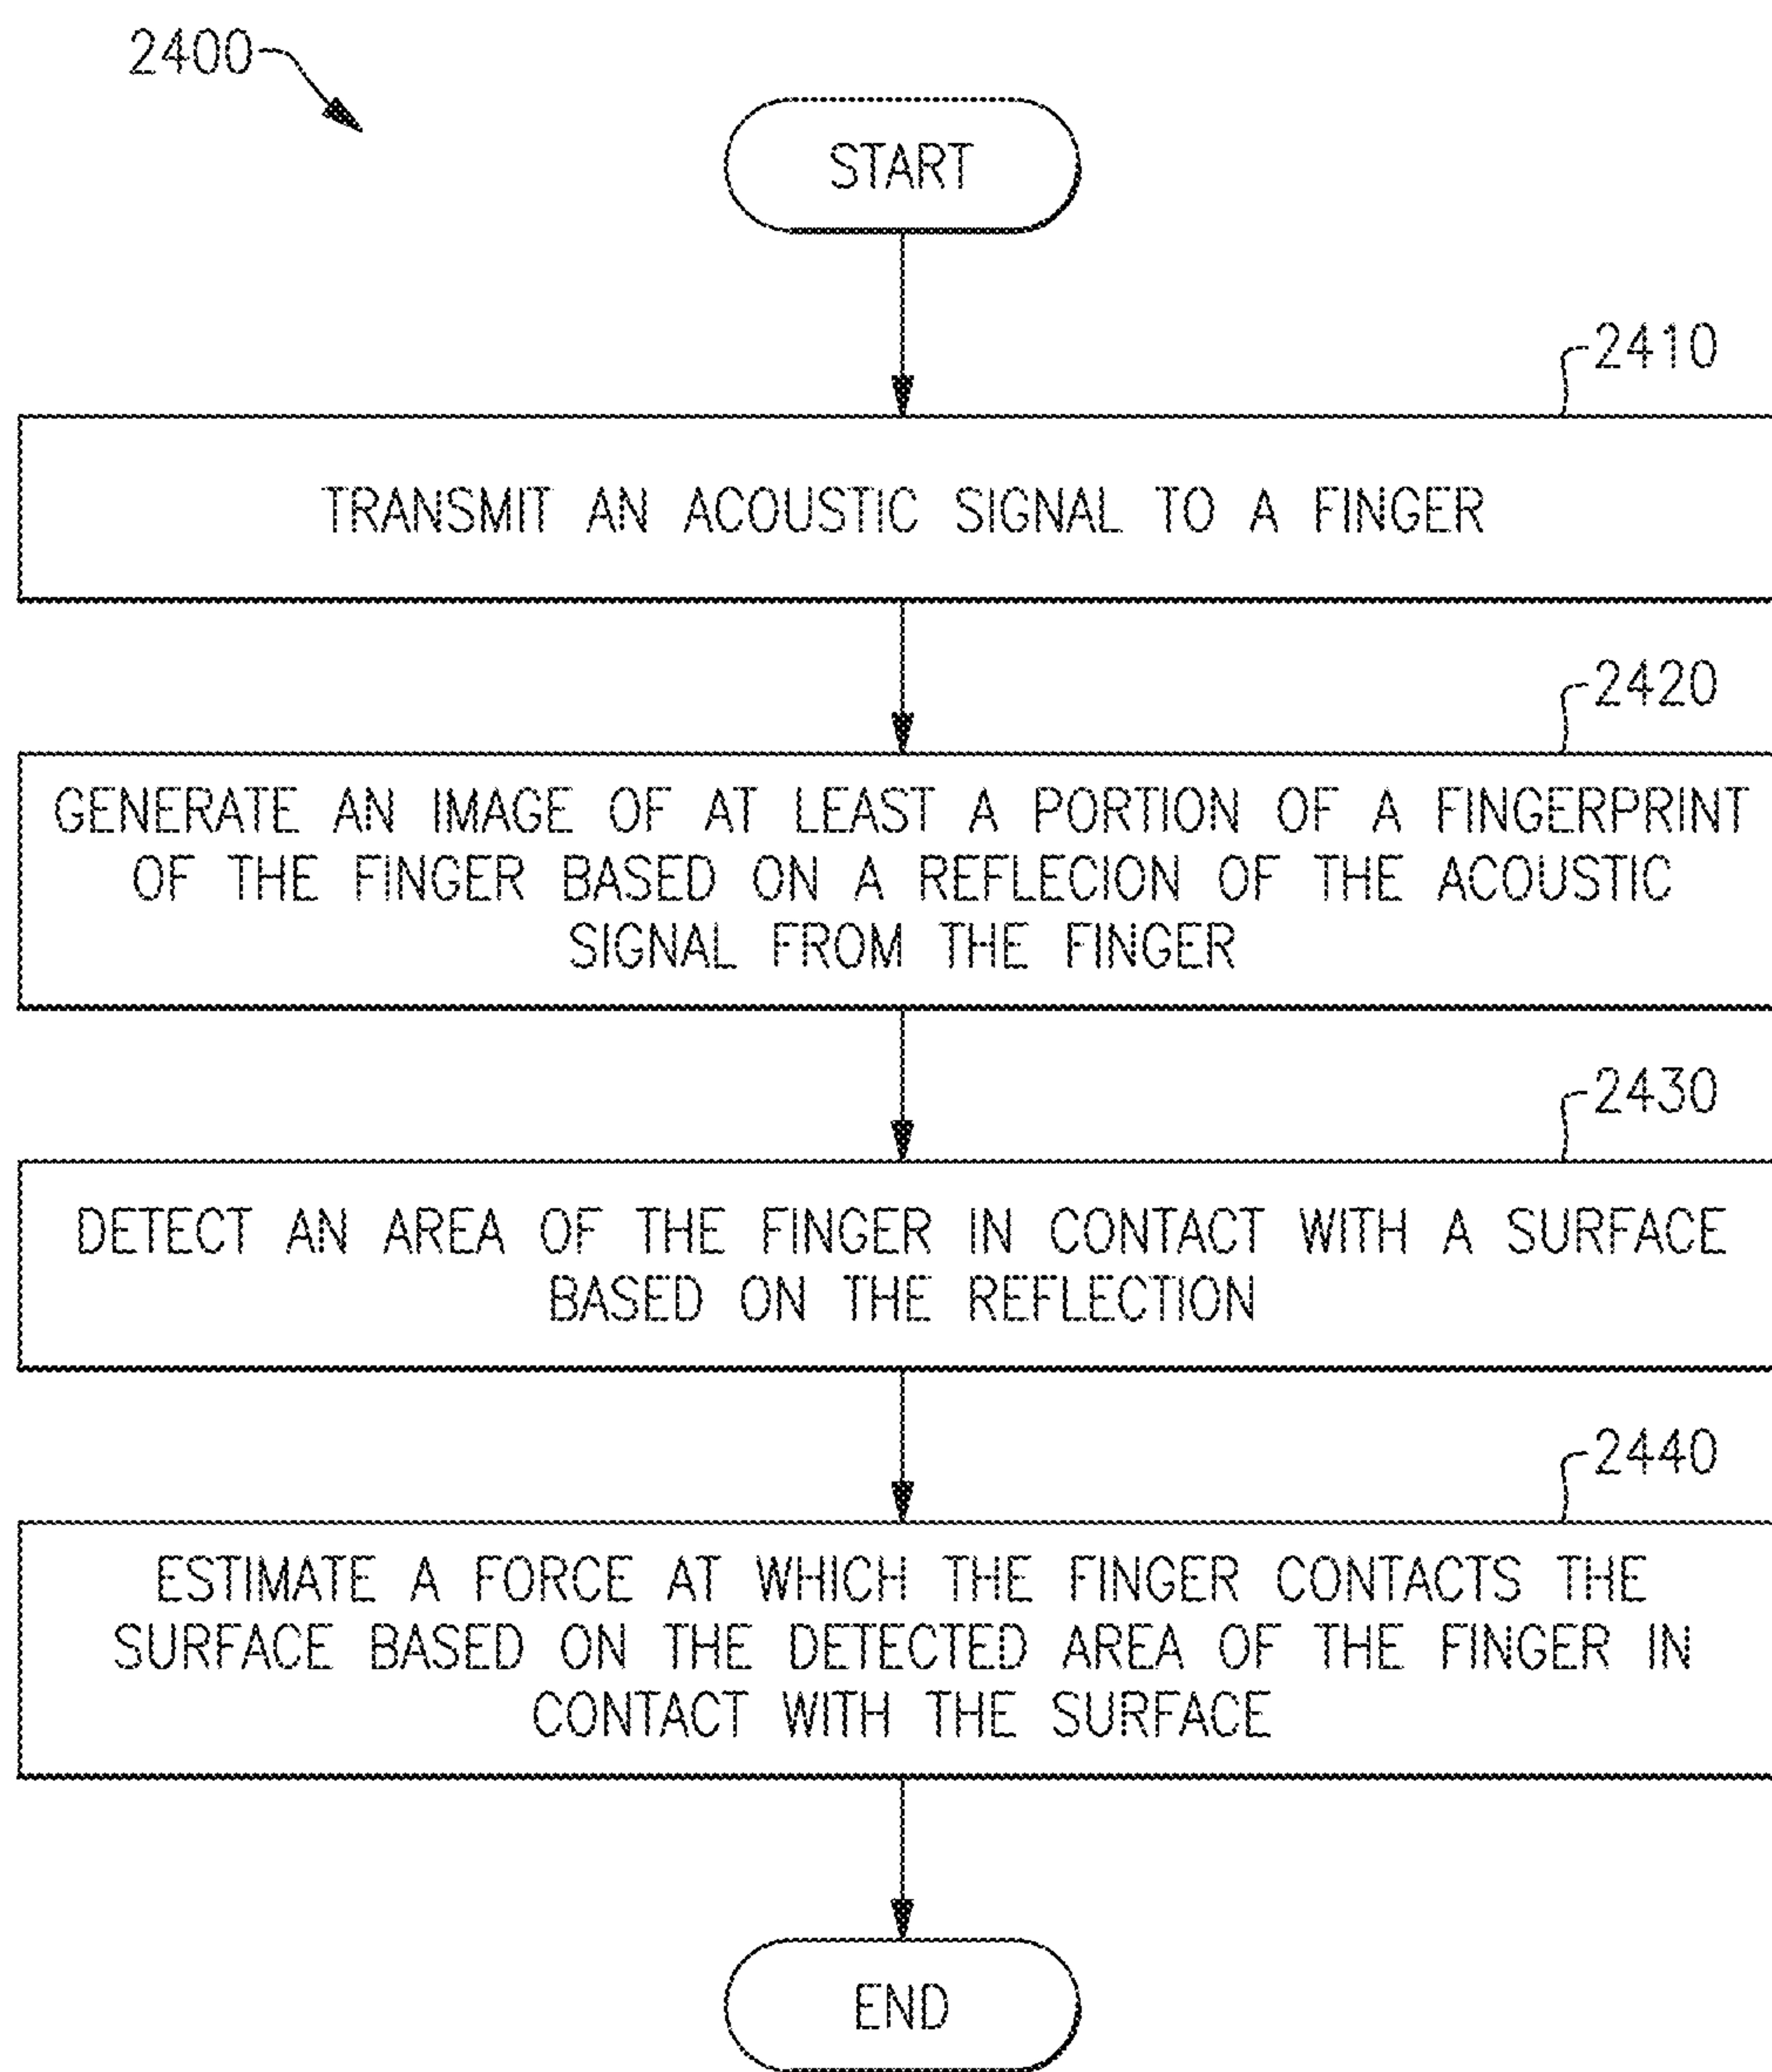 2400
START
2410
TRANSMIT AN ACOUSTIC SIGNAL TO A FINGER
2420
GENERATE AN IMAGE OF AT LEAST A PORTION OF A FINGERPRINT
OF THE FINGER BASED ON A REFLECION OF THE ACOUSTIC
SIGNAL FROM THE FINGER
2430
DETECT AN AREA OF THE FINGER IN CONTACT WITH A SURFACE
BASED ON THE REFLECTION
2440
ESTIMATE A FORCE AT WHICH THE FINGER CONTACTS THE
SURFACE BASED ON THE DETECTED AREA OF THE FINGER IN
CONTACT WITH THE SURFACE
END